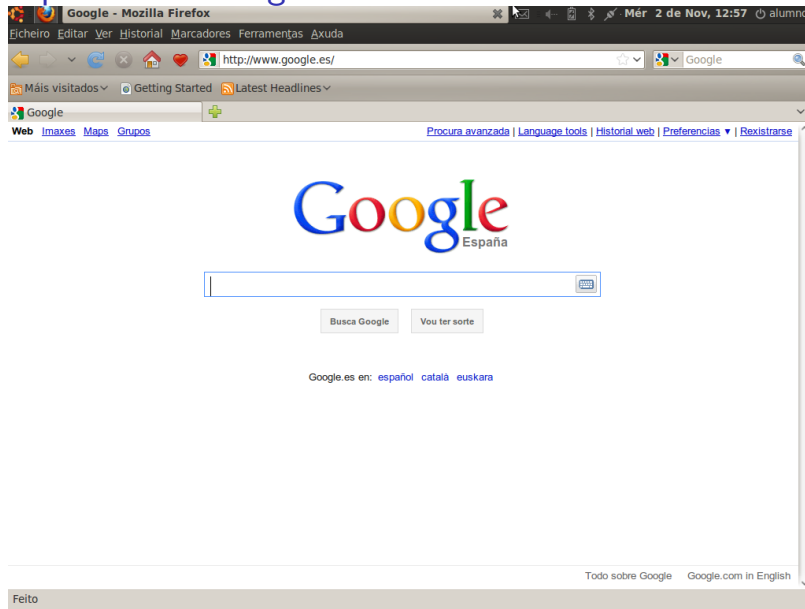 Google - Mozilla Firefox Mér 2 de Nov, 12:57 alumno
Ficheiro Editar Ver Historial Marcadores Ferramentas Axuda
http://www.google.es/ Google
Máis visitados Getting Started Latest Headlines
Google
Web Imaxes Maps Grupos Procura avanzada | Language tools | Historial web | Preferencias ▼ | Rexistrarse
Google
España
Busca Google Vou ter sorte
Google.es en: español català euskara
Todo sobre Google Google.com in English
Feito